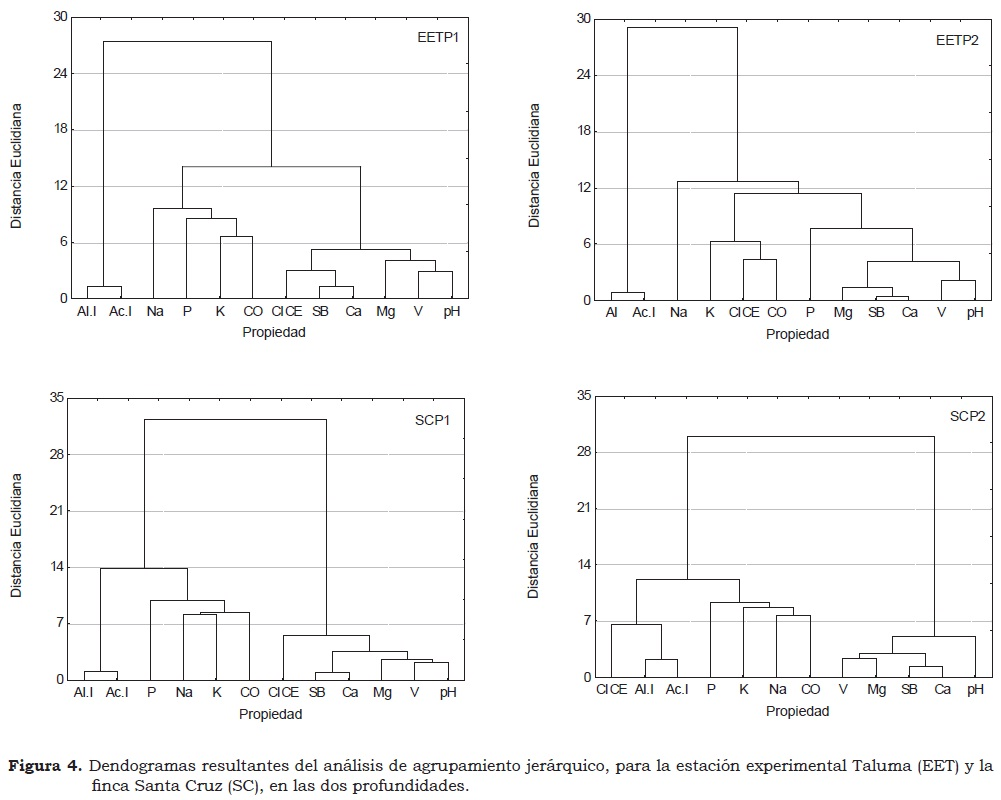 EETP1
Distancia Euclidiana
30
24
18
12
6
0
Al.I Ac.I Na P K CO CICE SB Ca Mg V pH
Propiedad
EETP2
Distancia Euclidiana
30
24
18
12
6
0
Al Ac.I Na K CICE CO P Mg SB Ca V pH
Propiedad
SCP1
Distancia Euclidiana
35
28
21
14
7
0
Al.I Ac.I P Na K CO CICE SB Ca Mg V pH
Propiedad
SCP2
Distancia Euclidiana
35
28
21
14
7
0
CICE Al.I Ac.I P K Na CO V Mg SB Ca pH
Propiedad
Figura 4. Dendogramas resultantes del análisis de agrupamiento jerárquico, para la estación experimental Taluma (EET) y la
finca Santa Cruz (SC), en las dos profundidades.